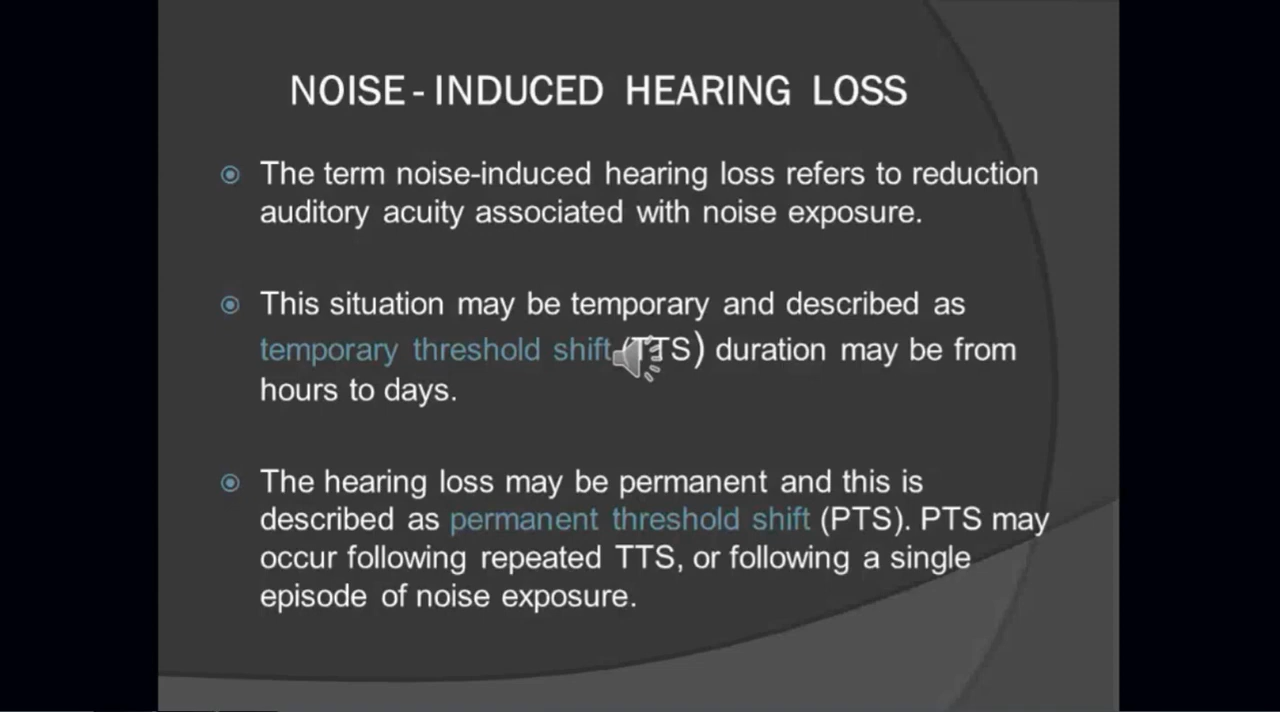 NOISE - INDUCED HEARING LOSS
The term noise-induced hearing loss refers to reduction
auditory acuity associated with noise exposure.
This situation may be temporary and described as
temporary threshold shift (TTS) duration may be from
hours to days.
The hearing loss may be permanent and this is
described as permanent threshold shift (PTS). PTS may
occur following repeated TTS, or following a single
episode of noise exposure.